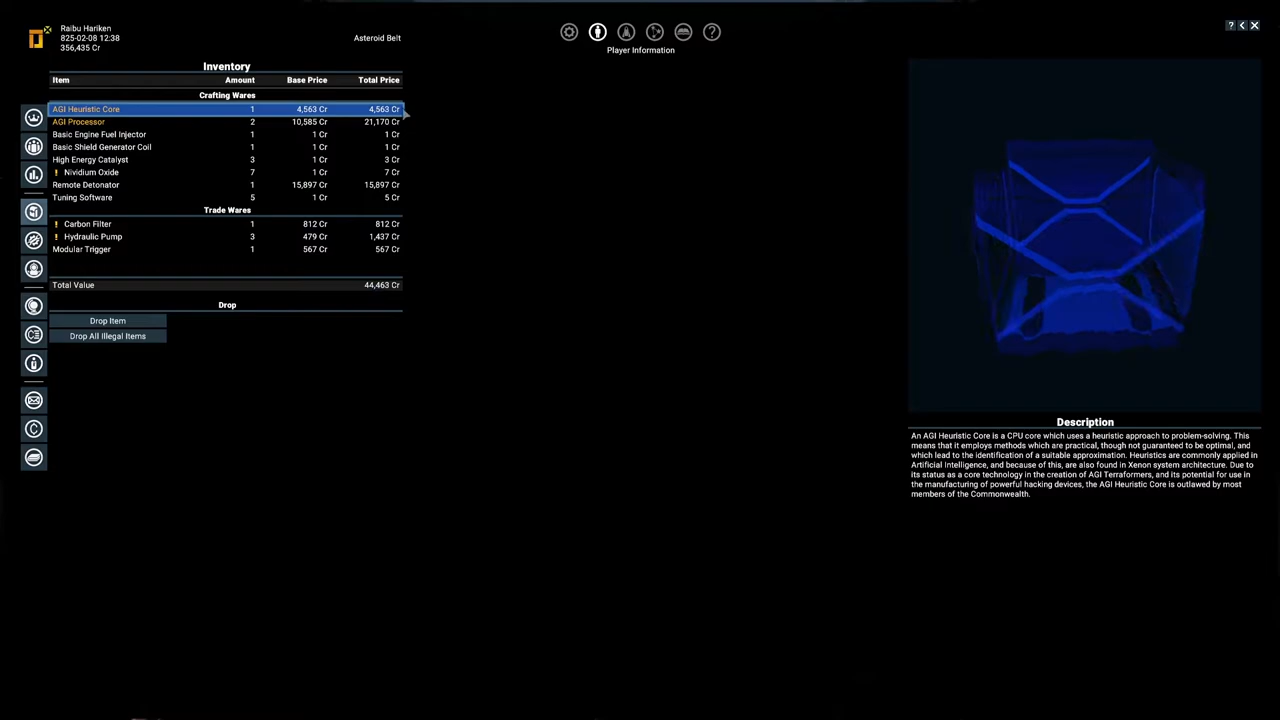 Raibu Hariken
825-02-08 12:38
356,435 Cr
Asteroid Belt
?
Player Information
?
Inventory
Item Amount Base Price Total Price
Crafting Wares
AGI Heuristic Core 1 4,563 Cr 4,563 Cr
AGI Processor 2 10,585 Cr 21,170 Cr
Basic Engine Fuel Injector 1 1 Cr 1 Cr
Basic Shield Generator Coil 1 1 Cr 1 Cr
High Energy Catalyst 3 1 Cr 3 Cr
! Nividium Oxide 7 1 Cr 7 Cr
Remote Detonator 1 15,897 Cr 15,897 Cr
Tuning Software 5 1 Cr 5 Cr
Trade Wares
! Carbon Filter 1 812 Cr 812 Cr
! Hydraulic Pump 3 479 Cr 1,437 Cr
Modular Trigger 1 567 Cr 567 Cr
Total Value 44,463 Cr
Drop
Drop Item
Drop All Illegal Items
Description
An AGI Heuristic Core is a CPU core which uses a heuristic approach to problem-solving. This
means that it employs methods which are practical, though not guaranteed to be optimal, and
which lead to the identification of a suitable approximation. Heuristics are commonly applied in
Artificial Intelligence, and because of this, are also found in Xenon system architecture. Due to
its status as a core technology in the creation of AGI Terraformers, and its potential for use in
the manufacturing of powerful hacking devices, the AGI Heuristic Core is outlawed by most
members of the Commonwealth.